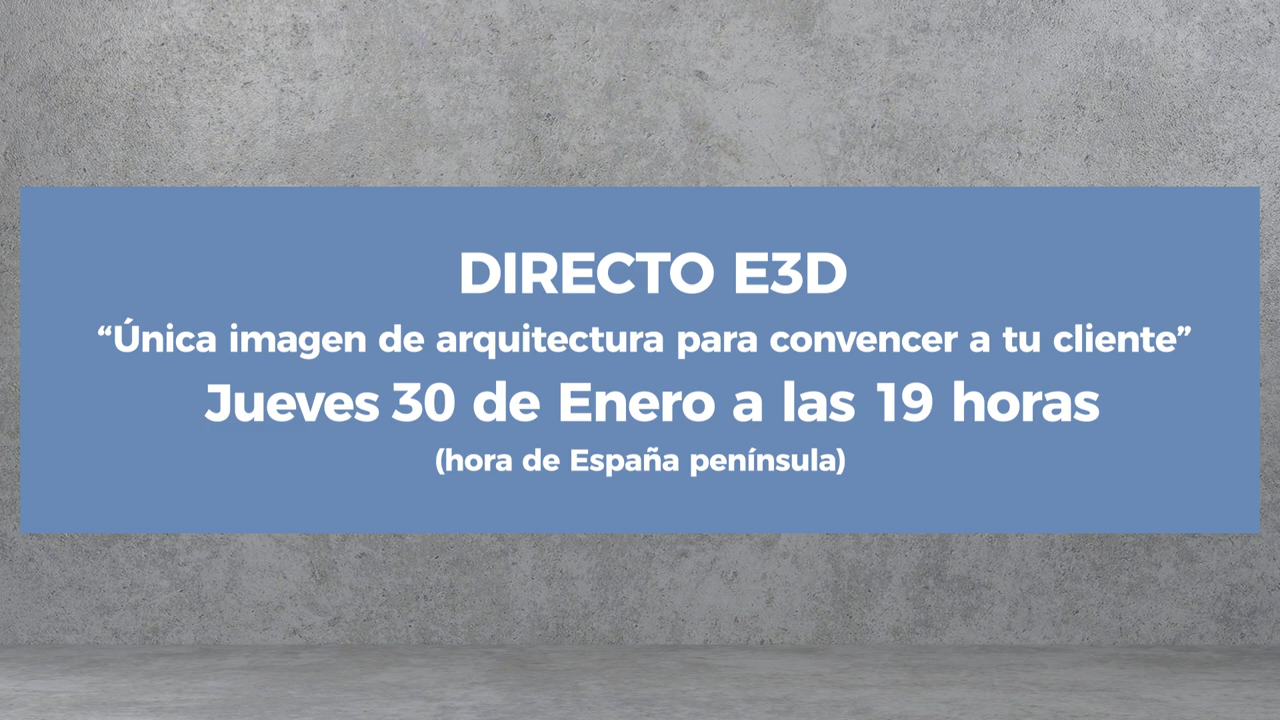 DIRECTO E3D
“Única imagen de arquitectura para convencer a tu cliente”
Jueves 30 de Enero a las 19 horas
(hora de España península)